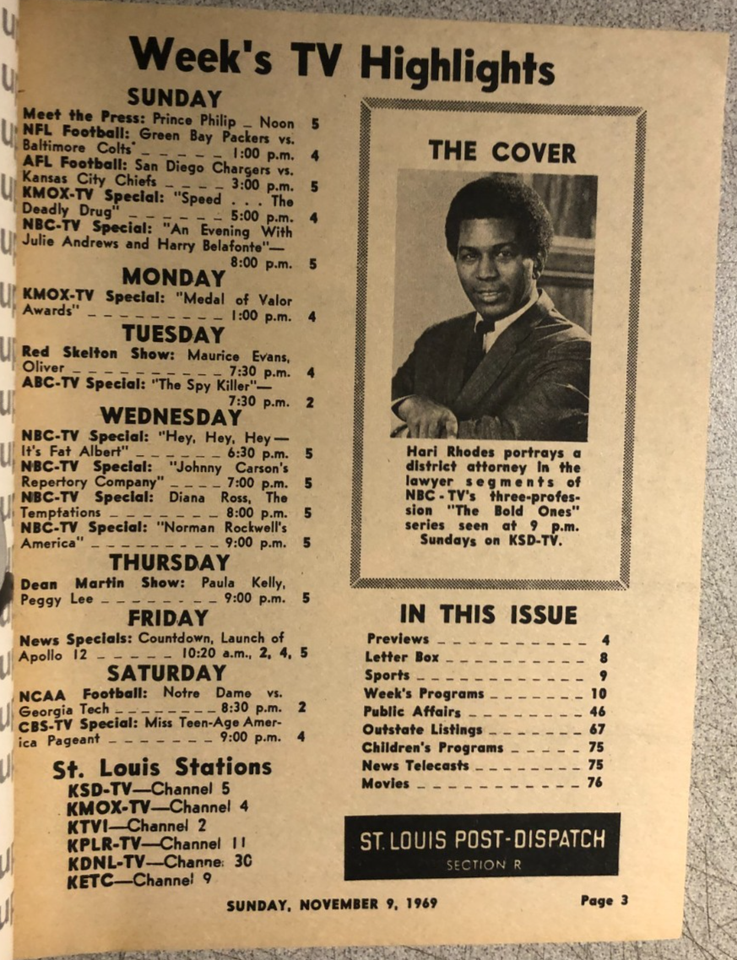 Week's TV Highlights
SUNDAY
Meet the Press: Prince Philip _ Noon 5
NFL Football: Green Bay Packers vs.
Baltimore Colts _ _ _ _ _ 1:00 p.m. 4
AFL Football: San Diego Chargers vs.
Kansas City Chiefs _ _ _ _ 3:00 p.m. 5
KMOX-TV Special: "Speed . . . The
Deadly Drug" _ _ _ _ _ _ 5:00 p.m. 4
NBC-TV Special: "An Evening With
Julie Andrews and Harry Belafonte"—
8:00 p.m. 5
MONDAY
KMOX-TV Special: "Medal of Valor
Awards" _ _ _ _ _ _ _ _ _ 1:00 p.m. 4
TUESDAY
Red Skelton Show: Maurice Evans,
Oliver _ _ _ _ _ _ _ _ _ _ 7:30 p.m. 4
ABC-TV Special: "The Spy Killer"—
7:30 p.m. 2
WEDNESDAY
NBC-TV Special: "Hey, Hey, Hey—
It's Fat Albert" _ _ _ _ _ _ 6:30 p.m. 5
NBC-TV Special: "Johnny Carson's
Repertory Company" _ _ _ _ 7:00 p.m. 5
NBC-TV Special: Diana Ross, The
Temptations _ _ _ _ _ _ _ 8:00 p.m. 5
NBC-TV Special: "Norman Rockwell's
America" _ _ _ _ _ _ _ _ _ 9:00 p.m. 5
THURSDAY
Dean Martin Show: Paula Kelly,
Peggy Lee _ _ _ _ _ _ _ _ 9:00 p.m. 5
FRIDAY
News Specials: Countdown, Launch of
Apollo 12 _ _ _ _ _ 10:20 a.m., 2, 4, 5
SATURDAY
NCAA Football: Notre Dame vs.
Georgia Tech _ _ _ _ _ _ _ 8:30 p.m. 2
CBS-TV Special: Miss Teen-Age Amer-
ica Pageant _ _ _ _ _ _ _ 9:00 p.m. 4
St. Louis Stations
KSD-TV—Channel 5
KMOX-TV—Channel 4
KTVI—Channel 2
KPLR-TV—Channel 11
KDNL-TV—Channel 30
KETC—Channel 9
THE COVER
Hari Rhodes portrays a
district attorney in the
lawyer segments of
NBC-TV's three-profes-
sion "The Bold Ones"
series seen at 9 p.m.
Sundays on KSD-TV.
IN THIS ISSUE
Previews _ _ _ _ _ _ _ _ _ _ 4
Letter Box _ _ _ _ _ _ _ _ _ 8
Sports _ _ _ _ _ _ _ _ _ _ _ 9
Week's Programs _ _ _ _ _ _ 10
Public Affairs _ _ _ _ _ _ _ 46
Outstate Listings _ _ _ _ _ _ 67
Children's Programs _ _ _ _ _ 75
News Telecasts _ _ _ _ _ _ _ 75
Movies _ _ _ _ _ _ _ _ _ _ _ 76
ST. LOUIS POST-DISPATCH
SECTION R
SUNDAY, NOVEMBER 9, 1969
Page 3